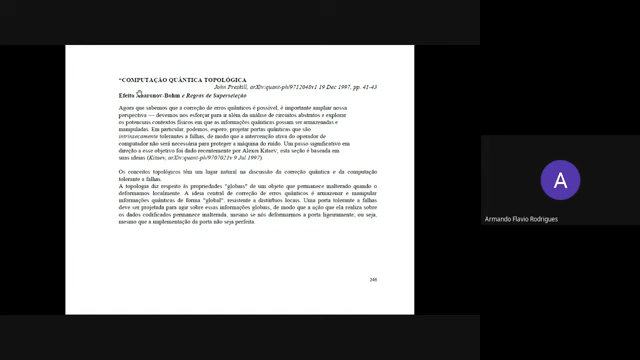 “COMPUTAÇÃO QUÂNTICA TOPOLÓGICA
John Preskill, arXiv:quant-ph/9712048v1 19 Dec 1997, pp. 41-43
Efeito Aharonov-Bohm e Regras de Superseleção
Agora que sabemos que a correção de erros quânticos é possível, é importante ampliar nossa
perspectiva — devemos nos esforçar para ir além da análise de circuitos abstratos e explorar
os potenciais contextos físicos em que as informações quânticas possam ser armazenadas e
manipuladas. Em particular, podemos, espero, projetar portas quânticas que são
intrinsecamente tolerantes a falhas, de modo que a intervenção ativa do operador de
computador não será necessária para proteger a máquina do ruído. Um passo significativo em
direção a esse objetivo foi dado recentemente por Alexei Kitaev; esta seção é baseada em
suas ideias (Kitaev, arXiv:quant-ph/9707021v 9 Jul 1997).
Os conceitos topológicos têm um lugar natural na discussão da correção quântica e da computação
tolerante a falhas.
A topologia diz respeito às propriedades "globais" de um objeto que permanece inalterado quando o
deformamos localmente. A ideia central de correção de erros quânticos é armazenar e manipular
informações quânticas de forma "global", resistente a distúrbios locais. Uma porta tolerante a falhas
deve ser projetada para agir sobre essas informações globais, de modo que a ação que ela realiza sobre
os dados codificados permanece inalterada, mesmo se nós deformarmos a porta ligeiramente, ou seja,
mesmo que a implementação da porta não seja perfeita.
246
A
Armando Flavio Rodrigues